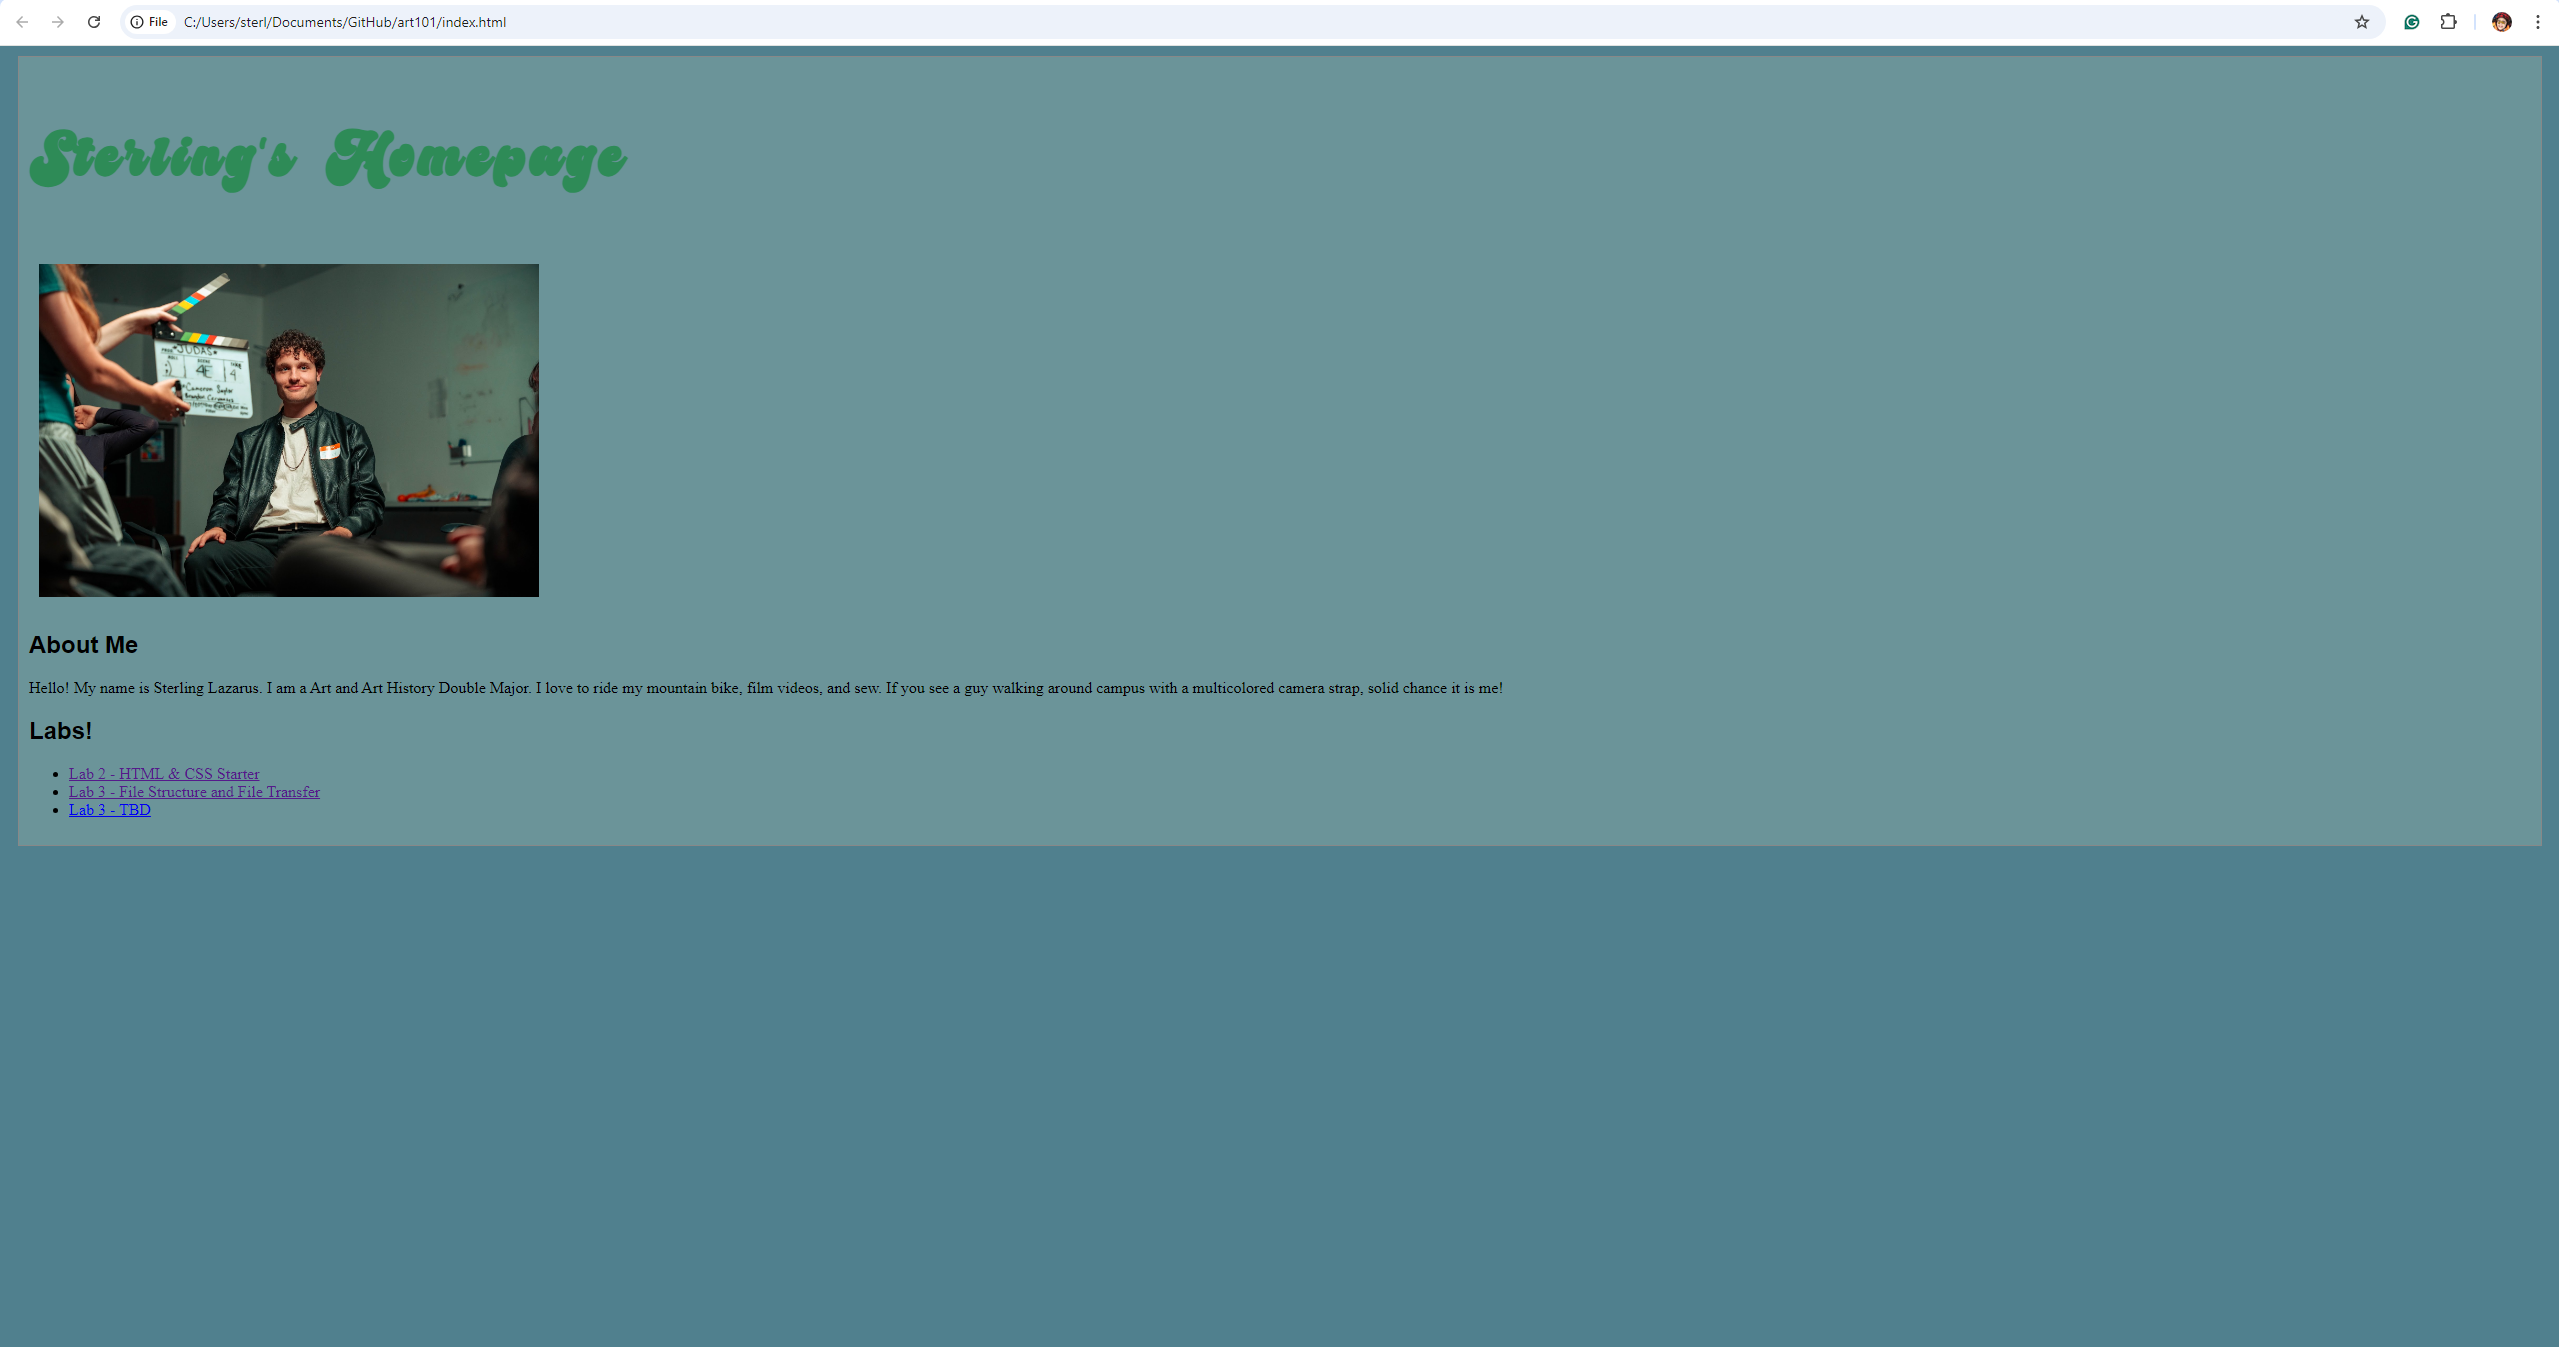 File C:/Users/sterl/Documents/GitHub/art101/index.html
Sterling's Homepage
JUDAS
4E
4
Cameron Saylor
About Me
Hello! My name is Sterling Lazarus. I am a Art and Art History Double Major. I love to ride my mountain bike, film videos, and sew. If you see a guy walking around campus with a multicolored camera strap, solid chance it is me!
Labs!
Lab 2 - HTML & CSS Starter
Lab 3 - File Structure and File Transfer
Lab 3 - TBD